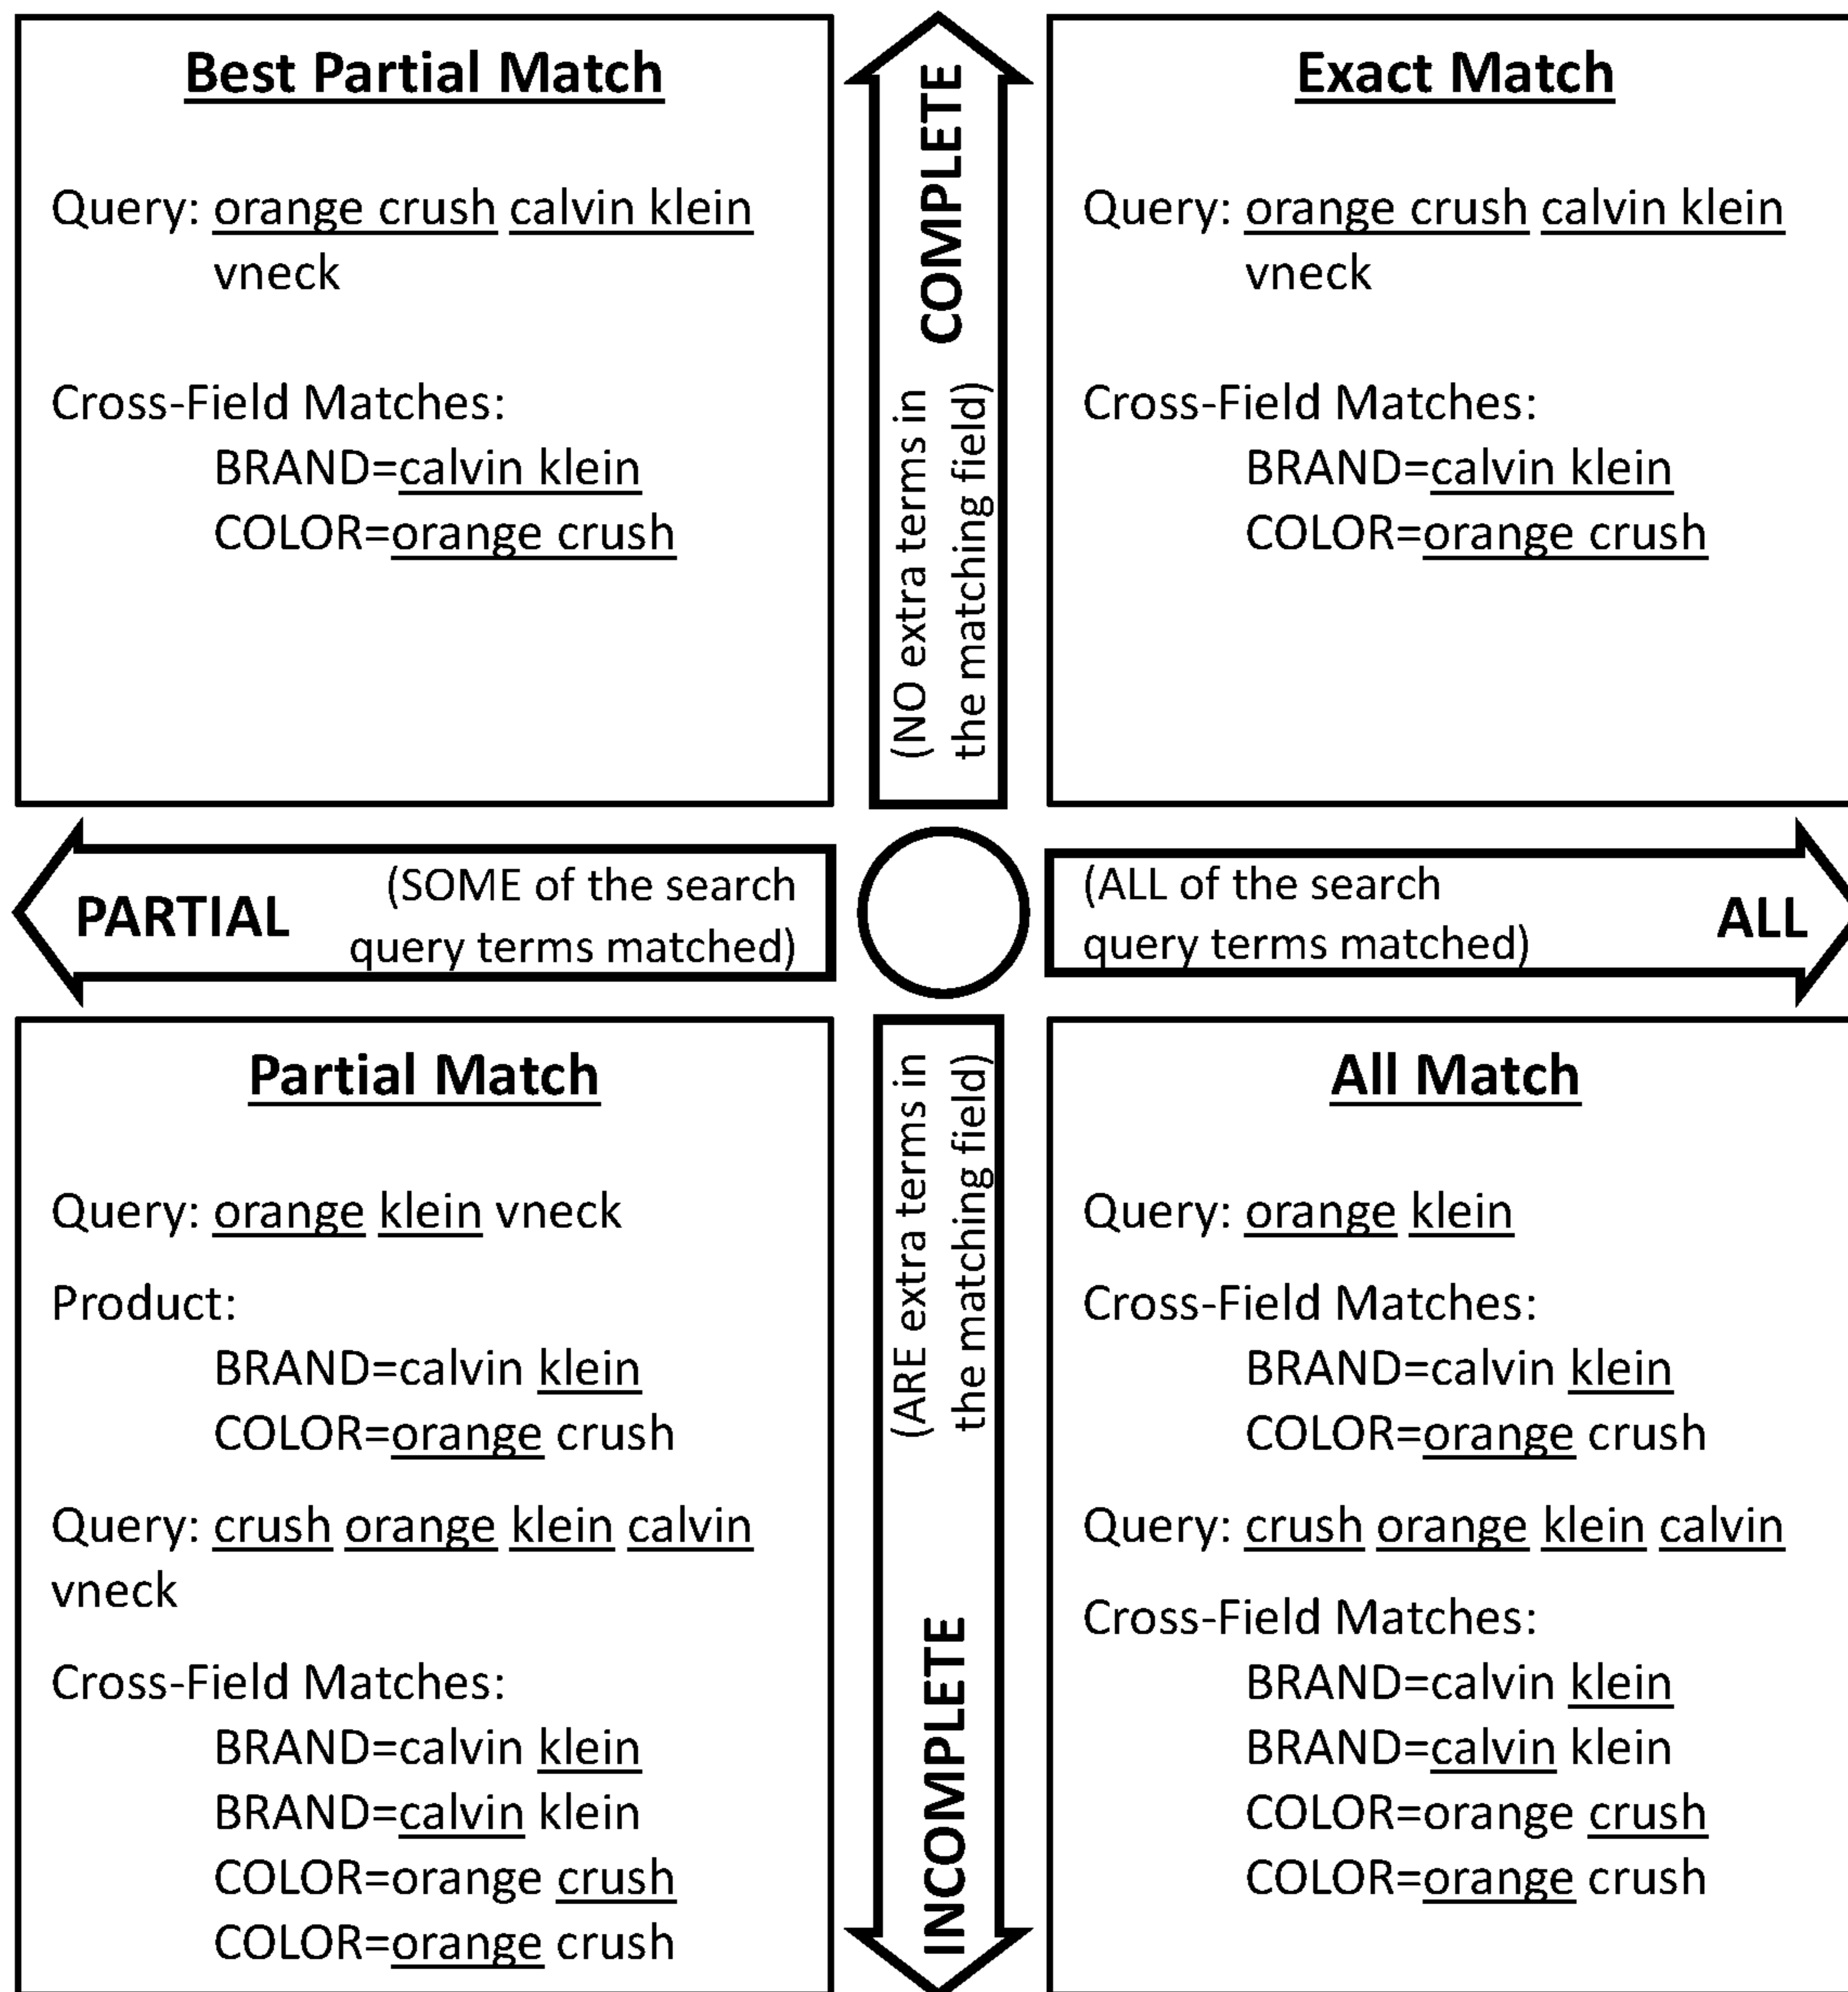 Best Partial Match
Query: orange crush calvin klein
vneck
Cross-Field Matches:
BRAND=calvin klein
COLOR=orange crush
COMPLETE
(NO extra terms in
the matching field)
Exact Match
Query: orange crush calvin klein
vneck
Cross-Field Matches:
BRAND=calvin klein
COLOR=orange crush
PARTIAL
(SOME of the search
query terms matched)
(ALL of the search
query terms matched)
ALL
Partial Match
Query: orange klein vneck
Product:
BRAND=calvin klein
COLOR=orange crush
Query: crush orange klein calvin
vneck
Cross-Field Matches:
BRAND=calvin klein
BRAND=calvin klein
COLOR=orange crush
COLOR=orange crush
(ARE extra terms in
the matching field)
INCOMPLETE
All Match
Query: orange klein
Cross-Field Matches:
BRAND=calvin klein
COLOR=orange crush
Query: crush orange klein calvin
Cross-Field Matches:
BRAND=calvin klein
BRAND=calvin klein
COLOR=orange crush
COLOR=orange crush